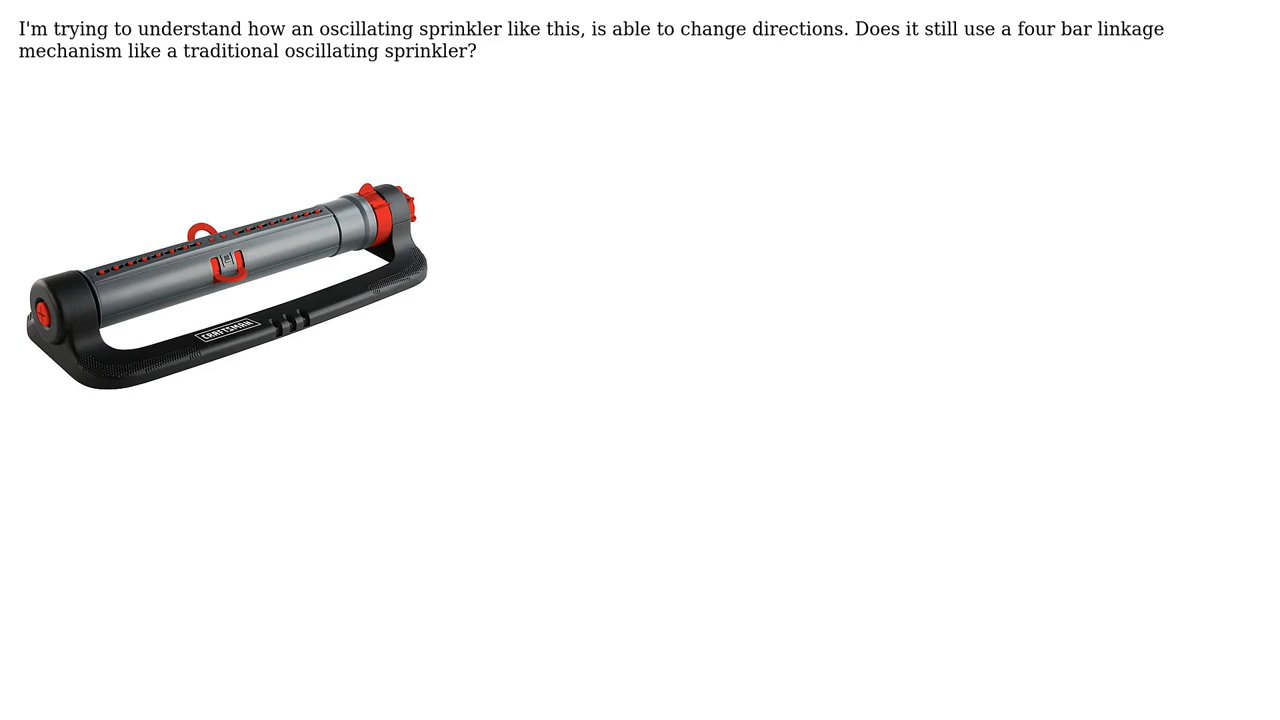 I'm trying to understand how an oscillating sprinkler like this, is able to change directions. Does it still use a four bar linkage
mechanism like a traditional oscillating sprinkler?
CRAFTSMAN